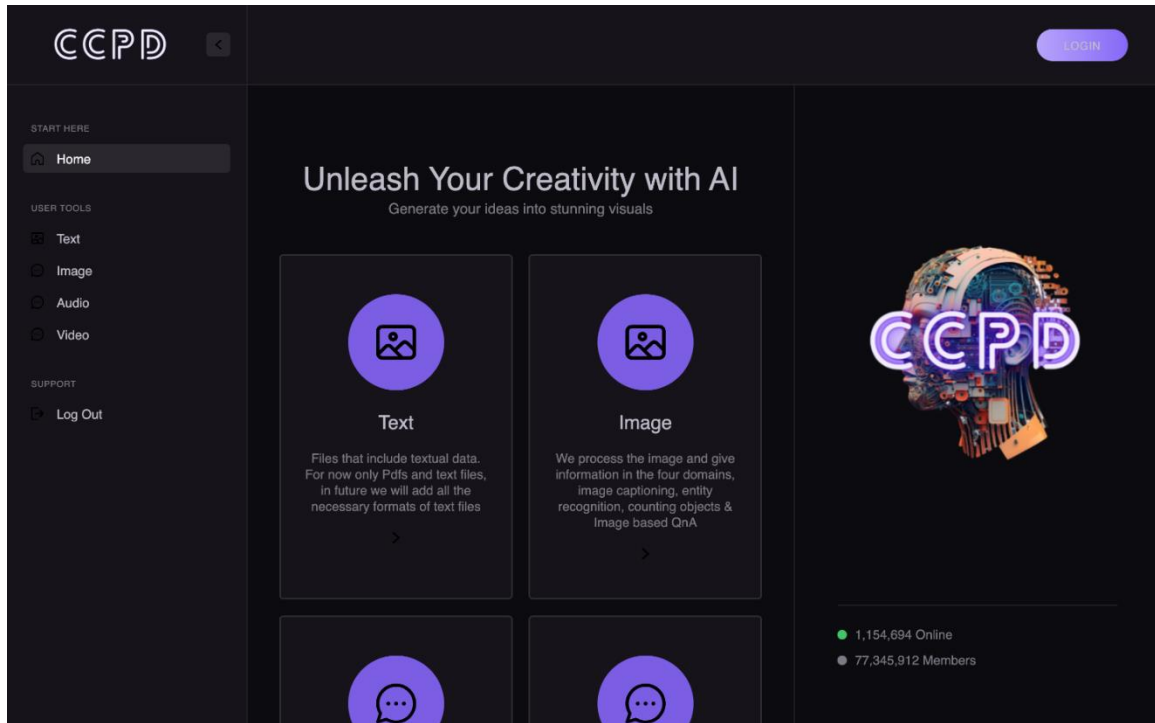 CCPD
LOGIN
START HERE
Home
USER TOOLS
Text
Image
Audio
Video
SUPPORT
Log Out
Unleash Your Creativity with AI
Generate your ideas into stunning visuals
Text
Files that include textual data.
For now only Pdfs and text files,
in future we will add all the
necessary formats of text files
Image
We process the image and give
information in the four domains,
image captioning, entity
recognition, counting objects &
Image based QnA
CCPD
1,154,694 Online
77,345,912 Members